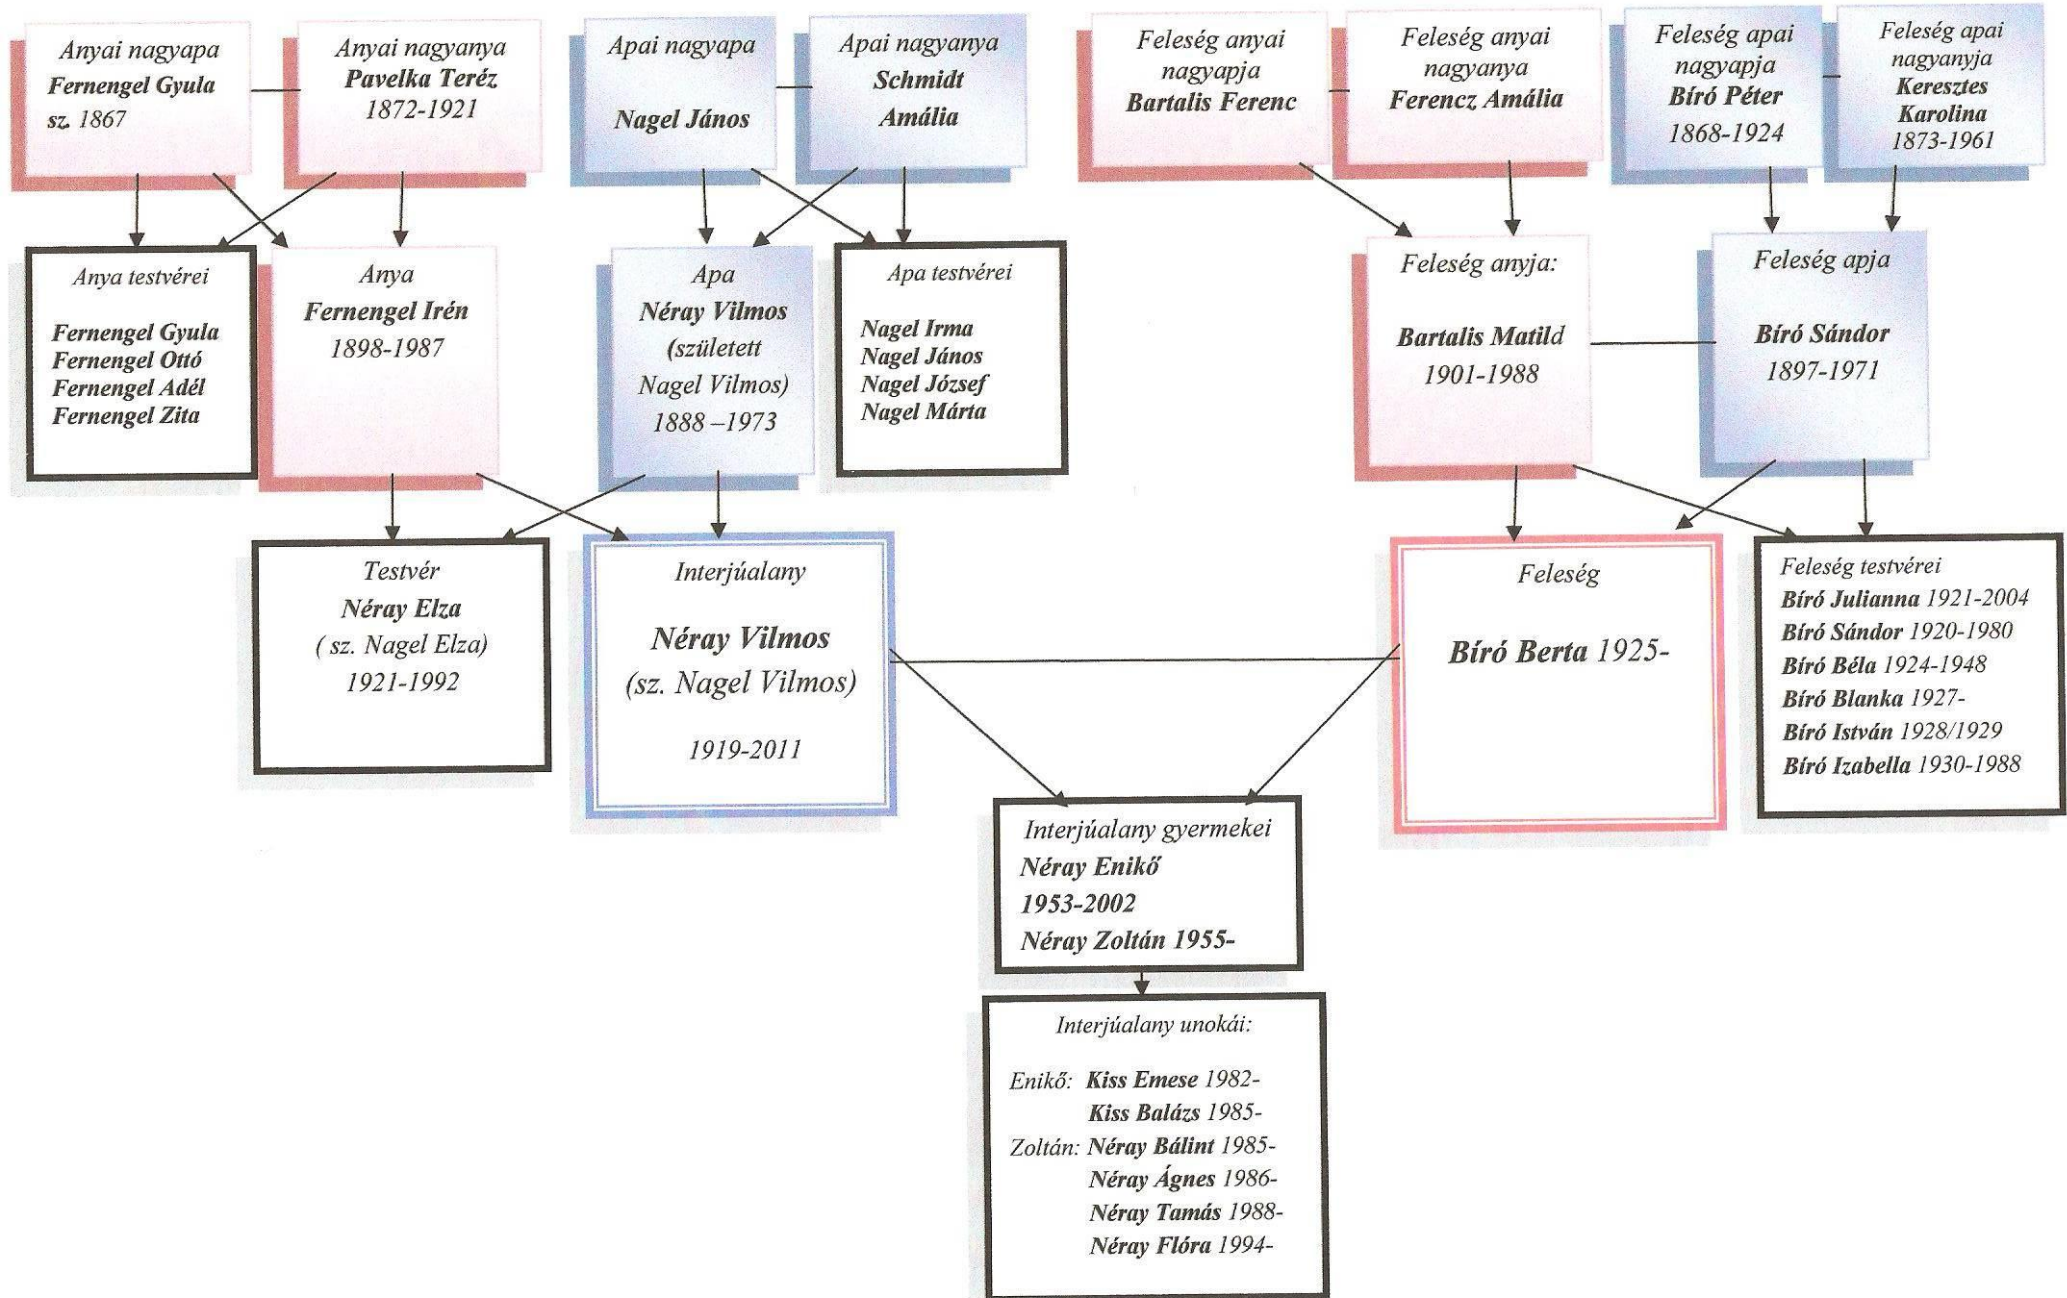 Anyai nagyapa
Fernengel Gyula
sz. 1867
Anyai nagyanya
Pavelka Teréz
1872-1921
Apai nagyapa
Nagel János
Apai nagyanya
Schmidt
Amália
Feleség anyai
nagyapja
Bartalis Ferenc
Feleség anyai
nagyanya
Ferencz Amália
Feleség apai
nagyapja
Bíró Péter
1868-1924
Feleség apai
nagyanyja
Keresztes
Karolina
1873-1961
Anya testvérei
Fernengel Gyula
Fernengel Ottó
Fernengel Adél
Fernengel Zita
Anya
Fernengel Irén
1898-1987
Apa
Néray Vilmos
(született
Nagel Vilmos)
1888 –1973
Apa testvérei
Nagel Irma
Nagel János
Nagel József
Nagel Márta
Feleség anyja:
Bartalis Matild
1901-1988
Feleség apja
Bíró Sándor
1897-1971
Testvér
Néray Elza
( sz. Nagel Elza)
1921-1992
Interjúalany
Néray Vilmos
(sz. Nagel Vilmos)
1919-2011
Feleség
Bíró Berta 1925-
Feleség testvérei
Bíró Julianna 1921-2004
Bíró Sándor 1920-1980
Bíró Béla 1924-1948
Bíró Blanka 1927-
Bíró István 1928/1929
Bíró Izabella 1930-1988
Interjúalany gyermekei
Néray Enikő
1953-2002
Néray Zoltán 1955-
Interjúalany unokái:
Enikő: Kiss Emese 1982-
Kiss Balázs 1985-
Zoltán: Néray Bálint 1985-
Néray Ágnes 1986-
Néray Tamás 1988-
Néray Flóra 1994-